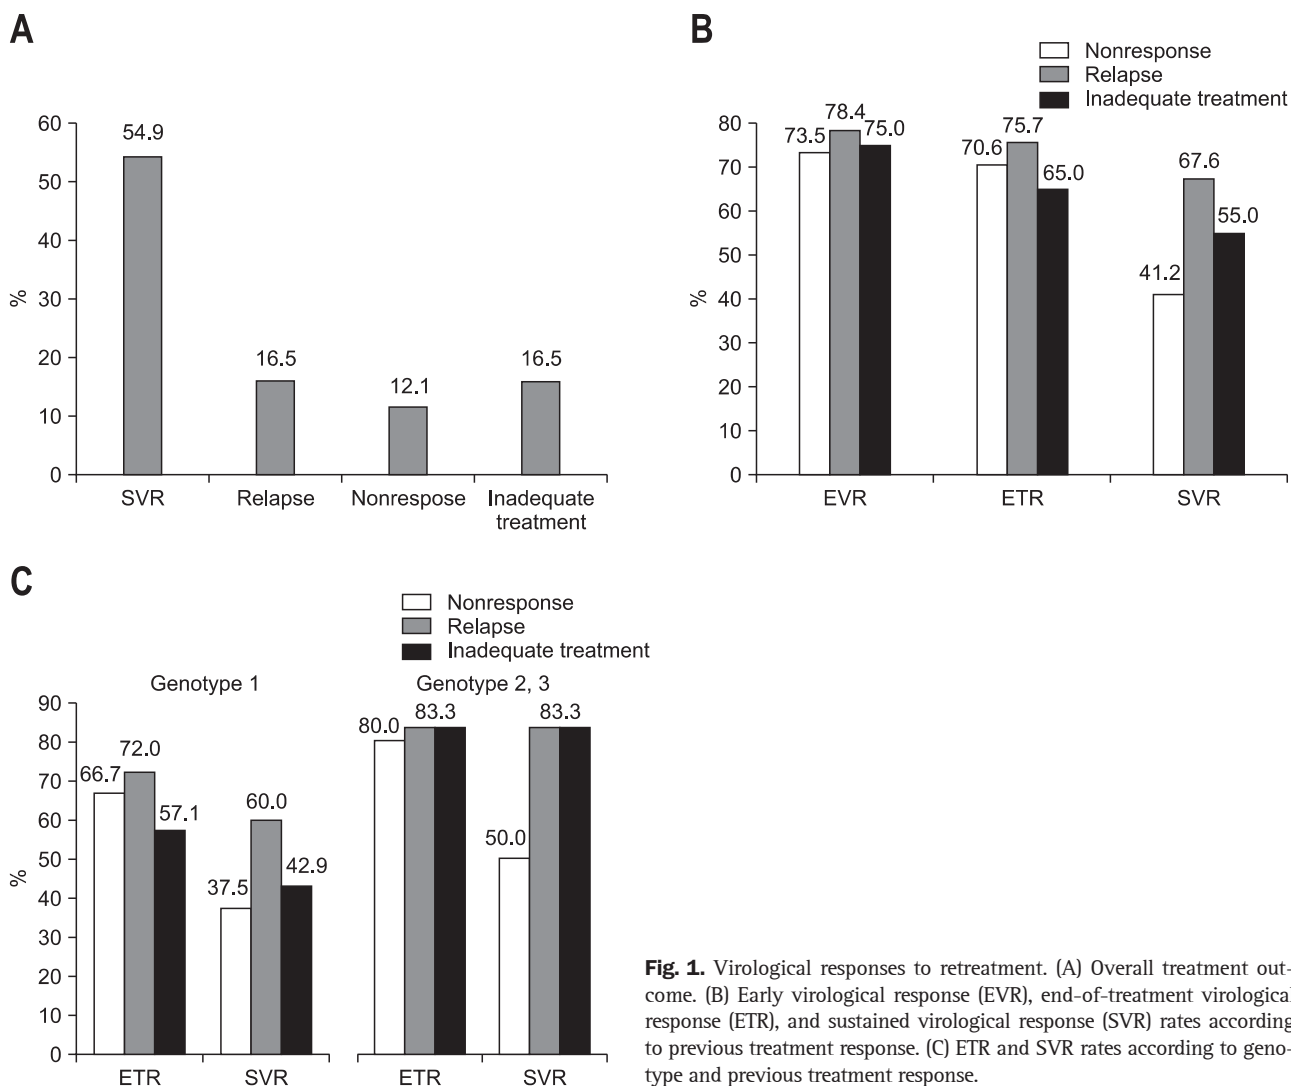 A
60
50
40
30
20
10
0
%
54.9
16.5
12.1
16.5
SVR
Relapse
Nonrespose
Inadequate
treatment
B
Nonresponse
Relapse
Inadequate treatment
80
70
60
50
40
30
20
10
0
%
73.5
78.4
75.0
70.6
75.7
65.0
41.2
67.6
55.0
EVR
ETR
SVR
C
Nonresponse
Relapse
Inadequate treatment
Genotype 1
Genotype 2, 3
90
80
70
60
50
40
30
20
10
0
%
66.7
72.0
57.1
37.5
60.0
42.9
80.0
83.3
50.0
83.3
ETR
SVR
ETR
SVR
Fig. 1. Virological responses to retreatment. (A) Overall treatment out-
come. (B) Early virological response (EVR), end-of-treatment virological
response (ETR), and sustained virological response (SVR) rates according
to previous treatment response. (C) ETR and SVR rates according to geno-
type and previous treatment response.